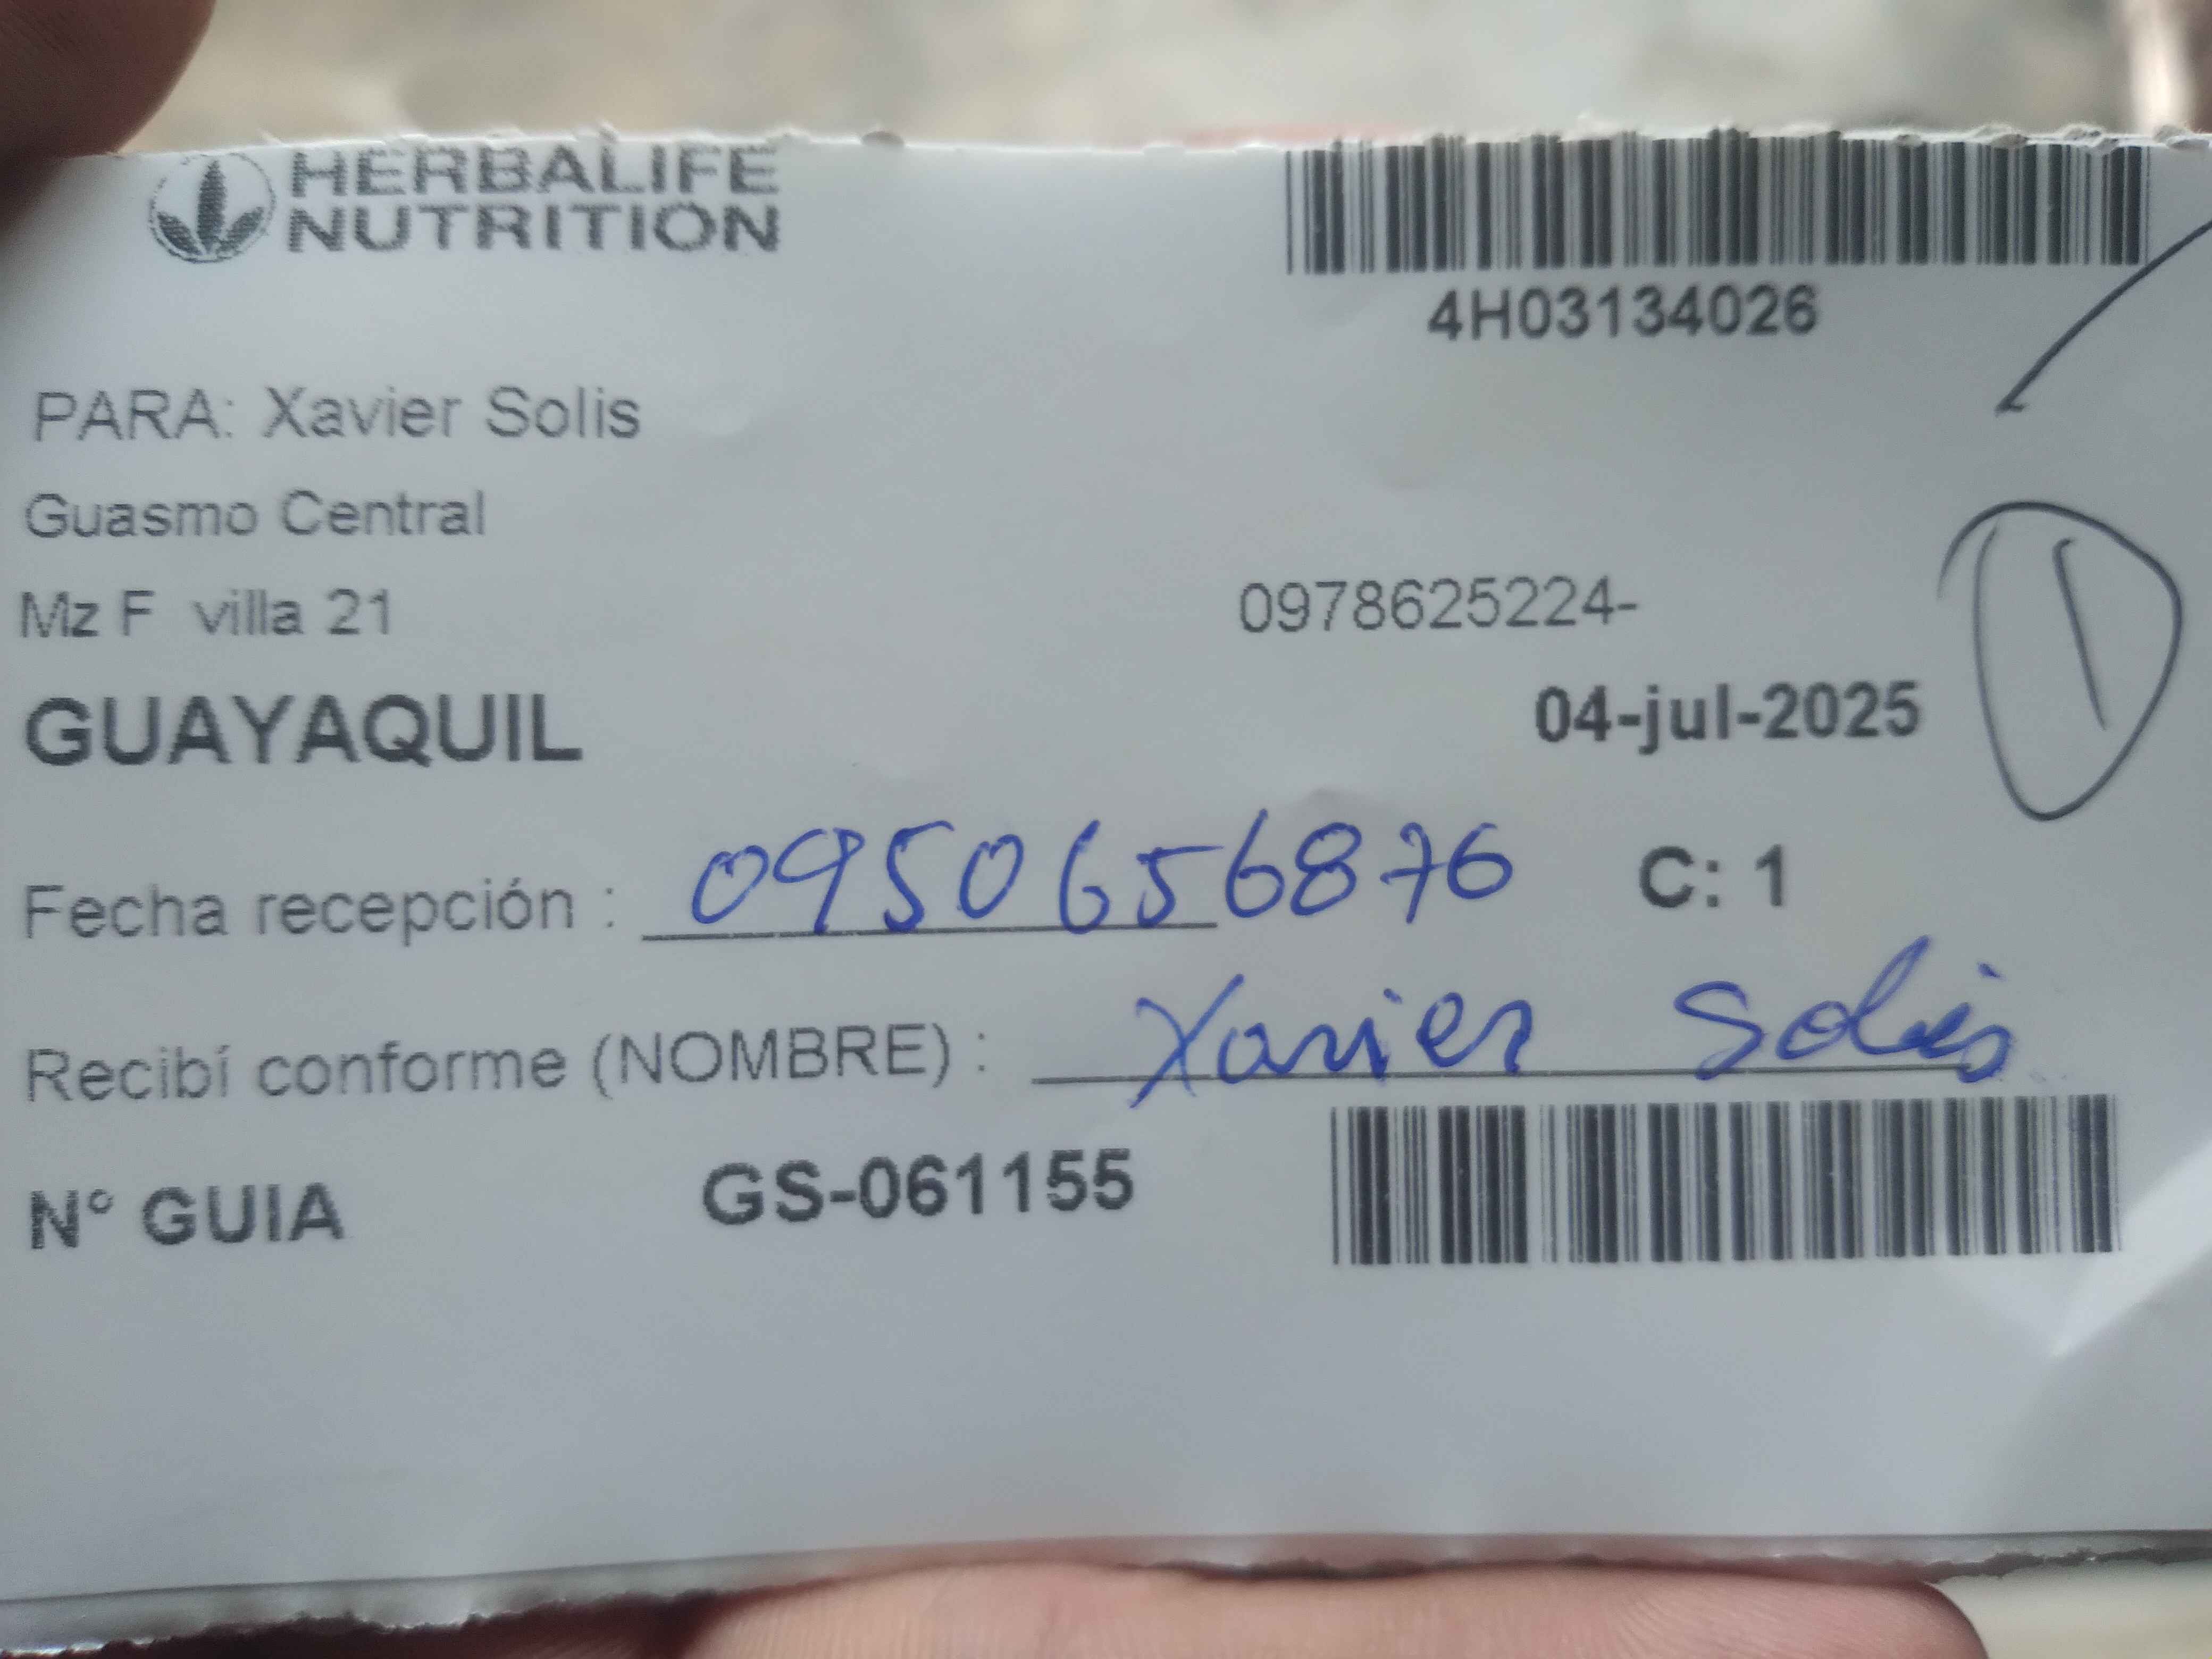 HERBALIFE
NUTRITION
4H03134026
PARA: Xavier Solis
Guasmo Central
Mz F villa 21
0978625224-
1
GUAYAQUIL
04-jul-2025
Fecha recepción : 0950656876 C: 1
Recibí conforme (NOMBRE) : Xavier Solis
N° GUIA GS-061155